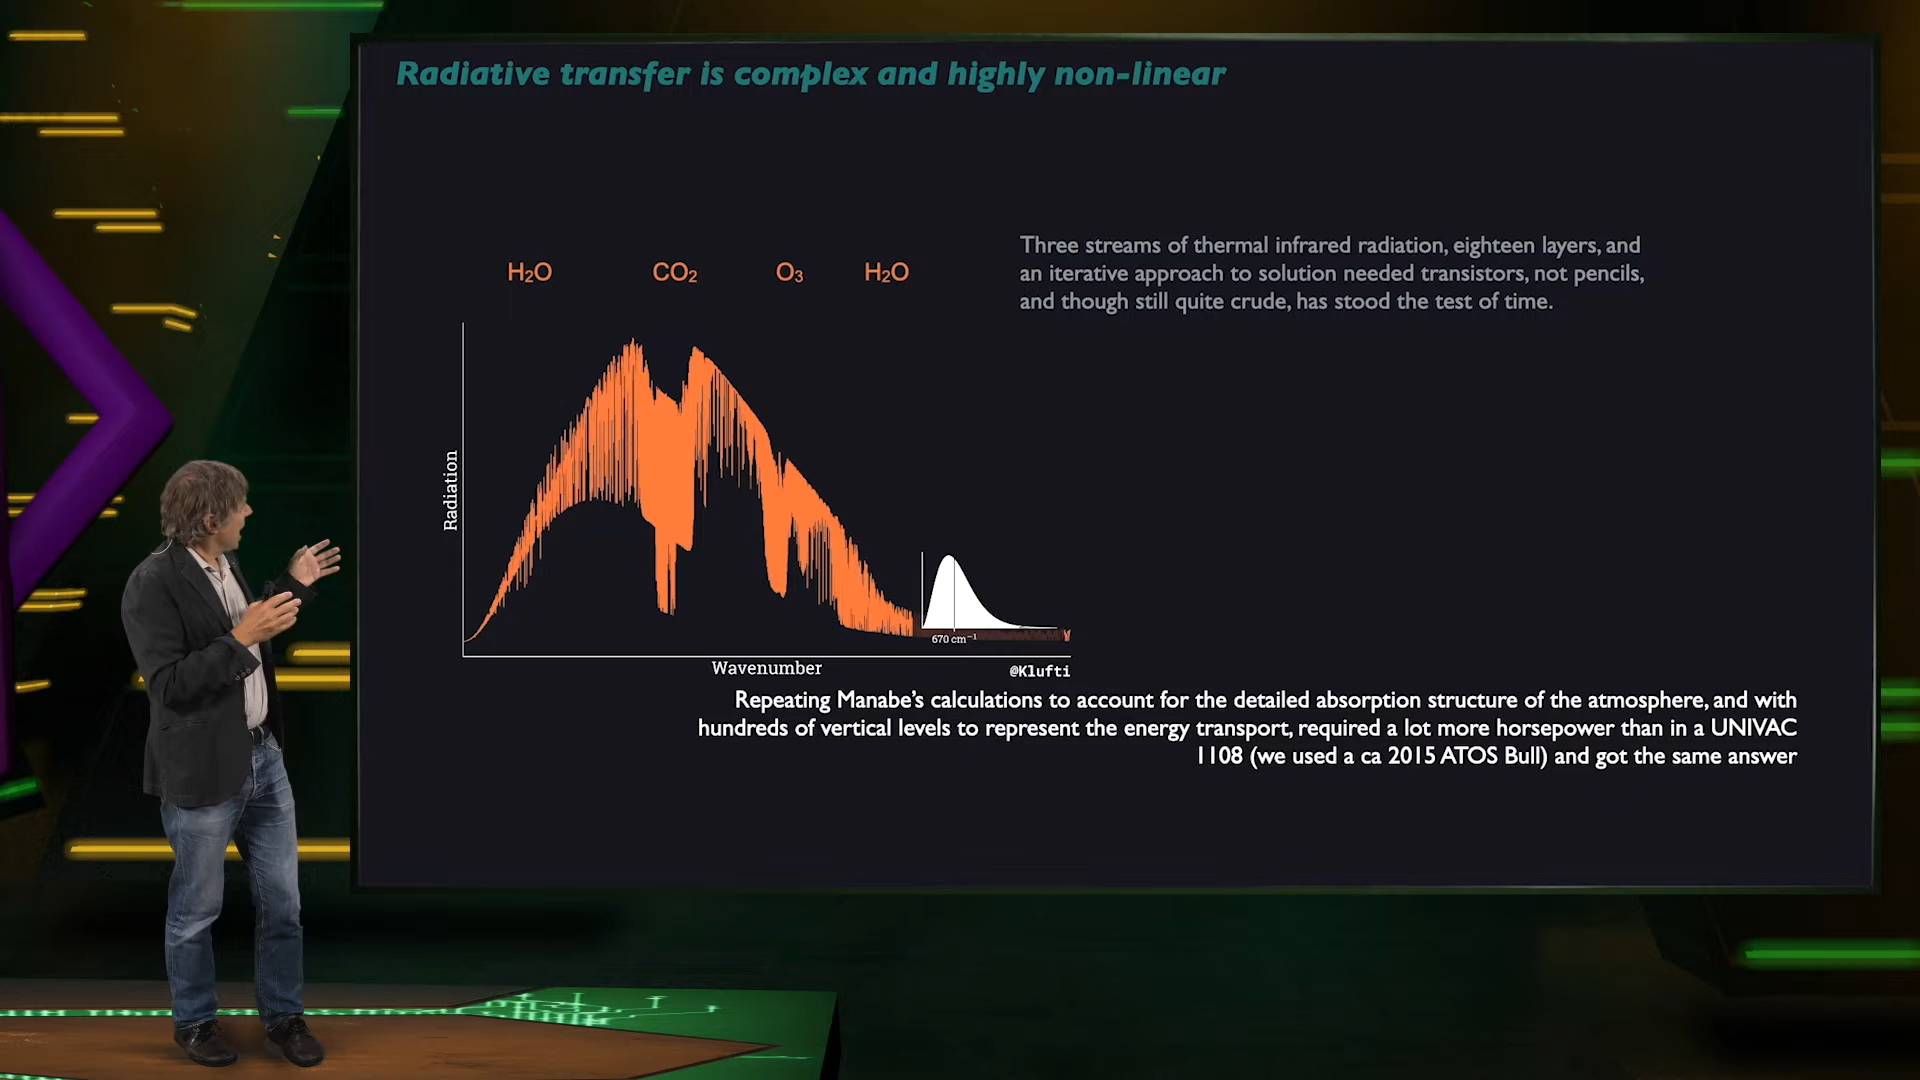 Radiative transfer is complex and highly non-linear
Three streams of thermal infrared radiation, eighteen layers, and
an iterative approach to solution needed transistors, not pencils,
and though still quite crude, has stood the test of time.
H₂O CO₂ O₃ H₂O
Radiation
670 cm⁻¹
Wavenumber
@Klufti
Repeating Manabe’s calculations to account for the detailed absorption structure of the atmosphere, and with
hundreds of vertical levels to represent the energy transport, required a lot more horsepower than in a UNIVAC
1108 (we used a ca 2015 ATOS Bull) and got the same answer